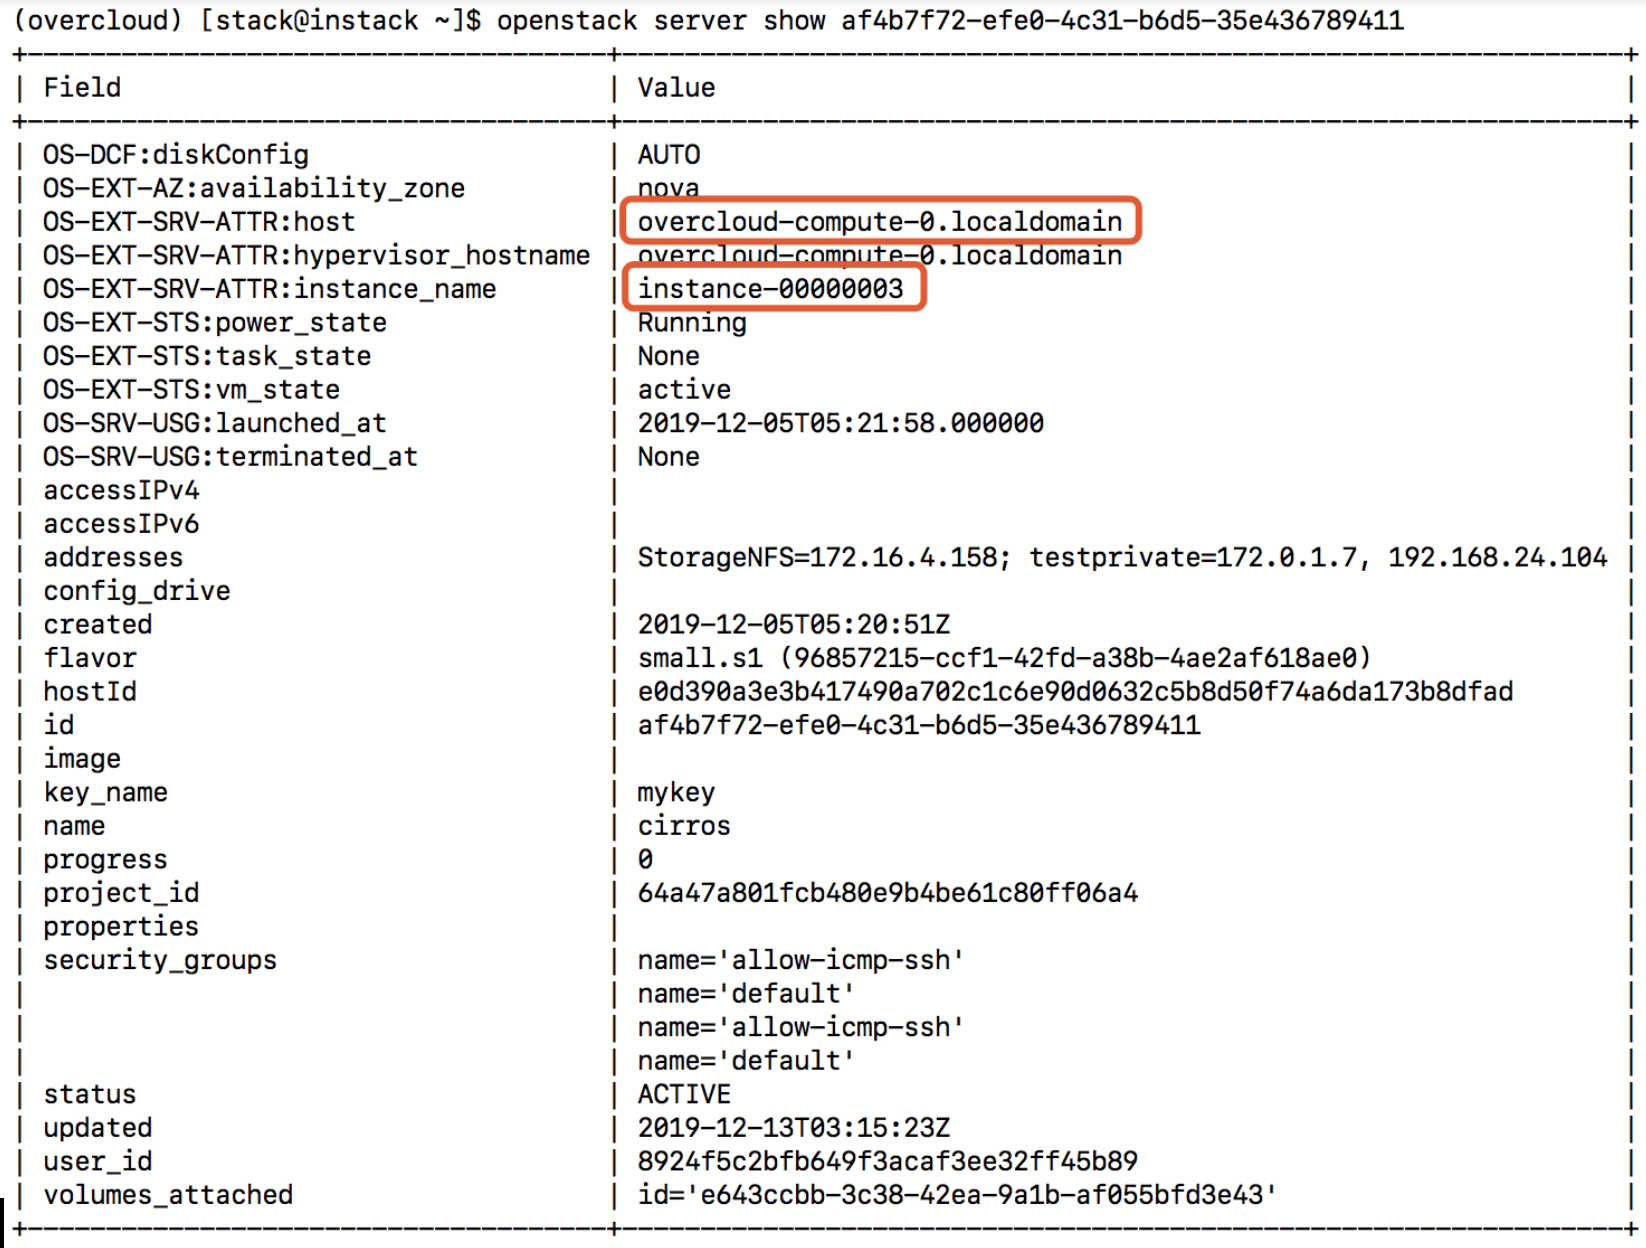 (overcloud) [stack@instack ~]$ openstack server show af4b7f72-efe0-4c31-b6d5-35e436789411
| Field | Value |
| OS-DCF:diskConfig | AUTO |
| OS-EXT-AZ:availability_zone | nova |
| OS-EXT-SRV-ATTR:host | overcloud-compute-0.localdomain |
| OS-EXT-SRV-ATTR:hypervisor_hostname | overcloud-compute-0.localdomain |
| OS-EXT-SRV-ATTR:instance_name | instance-00000003 |
| OS-EXT-STS:power_state | Running |
| OS-EXT-STS:task_state | None |
| OS-EXT-STS:vm_state | active |
| OS-SRV-USG:launched_at | 2019-12-05T05:21:58.000000 |
| OS-SRV-USG:terminated_at | None |
| accessIPv4 | |
| accessIPv6 | |
| addresses | StorageNFS=172.16.4.158; testprivate=172.0.1.7, 192.168.24.104 |
| config_drive | |
| created | 2019-12-05T05:20:51Z |
| flavor | small.s1 (96857215-ccf1-42fd-a38b-4ae2af618ae0) |
| hostId | e0d390a3e3b417490a702c1c6e90d0632c5b8d50f74a6da173b8dfad |
| id | af4b7f72-efe0-4c31-b6d5-35e436789411 |
| image | |
| key_name | mykey |
| name | cirros |
| progress | 0 |
| project_id | 64a47a801fcb480e9b4be61c80ff06a4 |
| properties | |
| security_groups | name='allow-icmp-ssh' |
| | name='default' |
| | name='allow-icmp-ssh' |
| | name='default' |
| status | ACTIVE |
| updated | 2019-12-13T03:15:23Z |
| user_id | 8924f5c2bfb649f3acaf3ee32ff45b89 |
| volumes_attached | id='e643ccbb-3c38-42ea-9a1b-af055bfd3e43' |